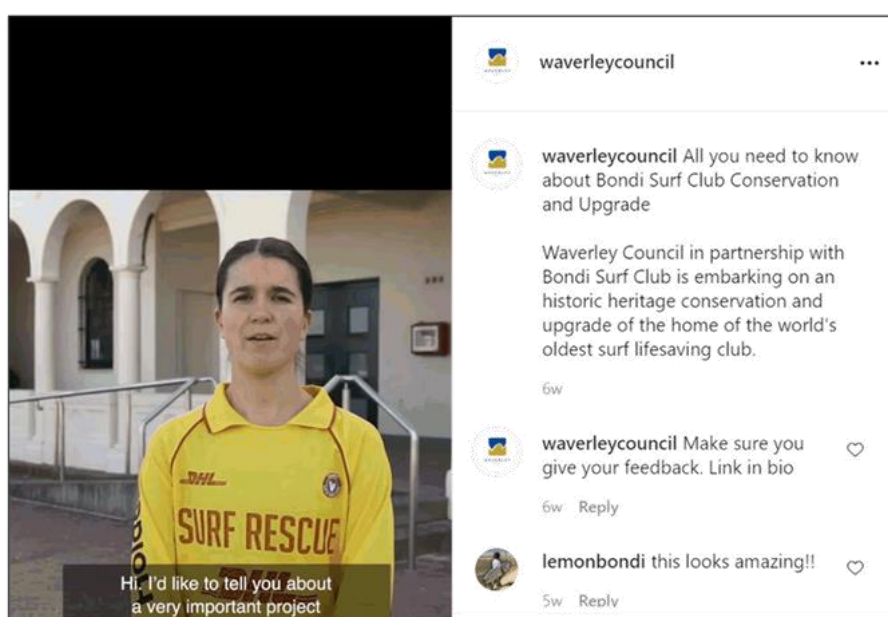 waverleycouncil
waverleycouncil All you need to know
about Bondi Surf Club Conservation
and Upgrade
Waverley Council in partnership with
Bondi Surf Club is embarking on an
historic heritage conservation and
upgrade of the home of the world's
oldest surf lifesaving club.
6w
waverleycouncil Make sure you
give your feedback. Link in bio
6w Reply
lemonbondi this looks amazing!!
5w Reply
DHL
SURF RESCUE
DHL
Hi, I'd like to tell you about
a very important project